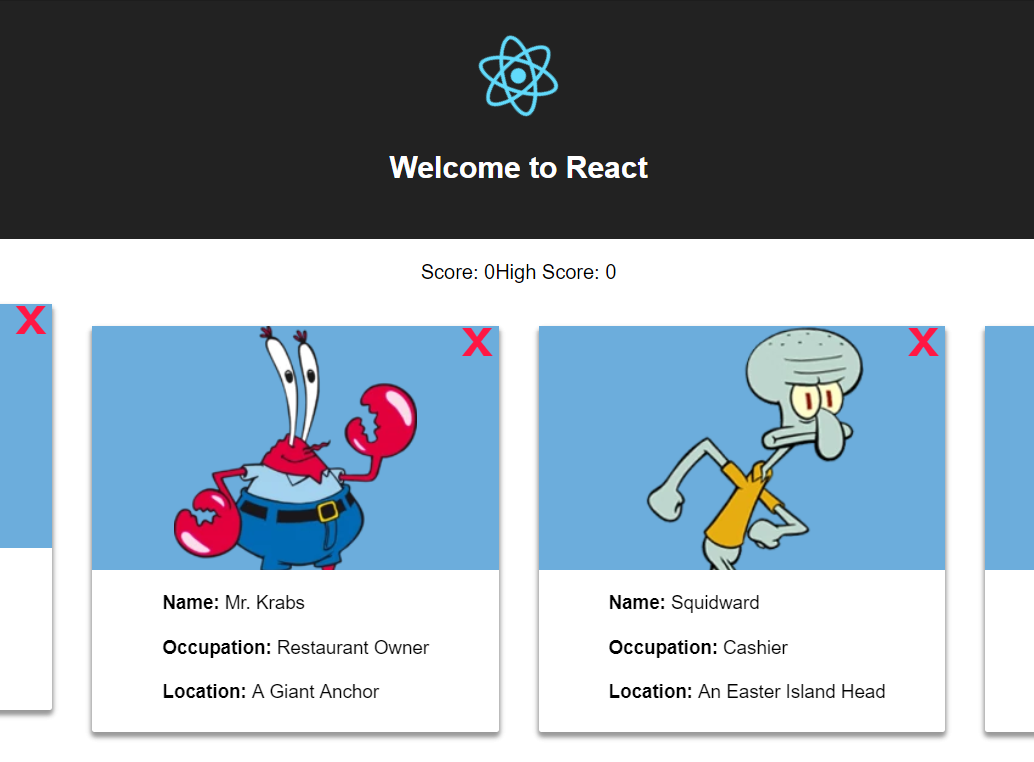 Welcome to React
Score: 0High Score: 0
X
X
X
Name: Mr. Krabs
Occupation: Restaurant Owner
Location: A Giant Anchor
Name: Squidward
Occupation: Cashier
Location: An Easter Island Head